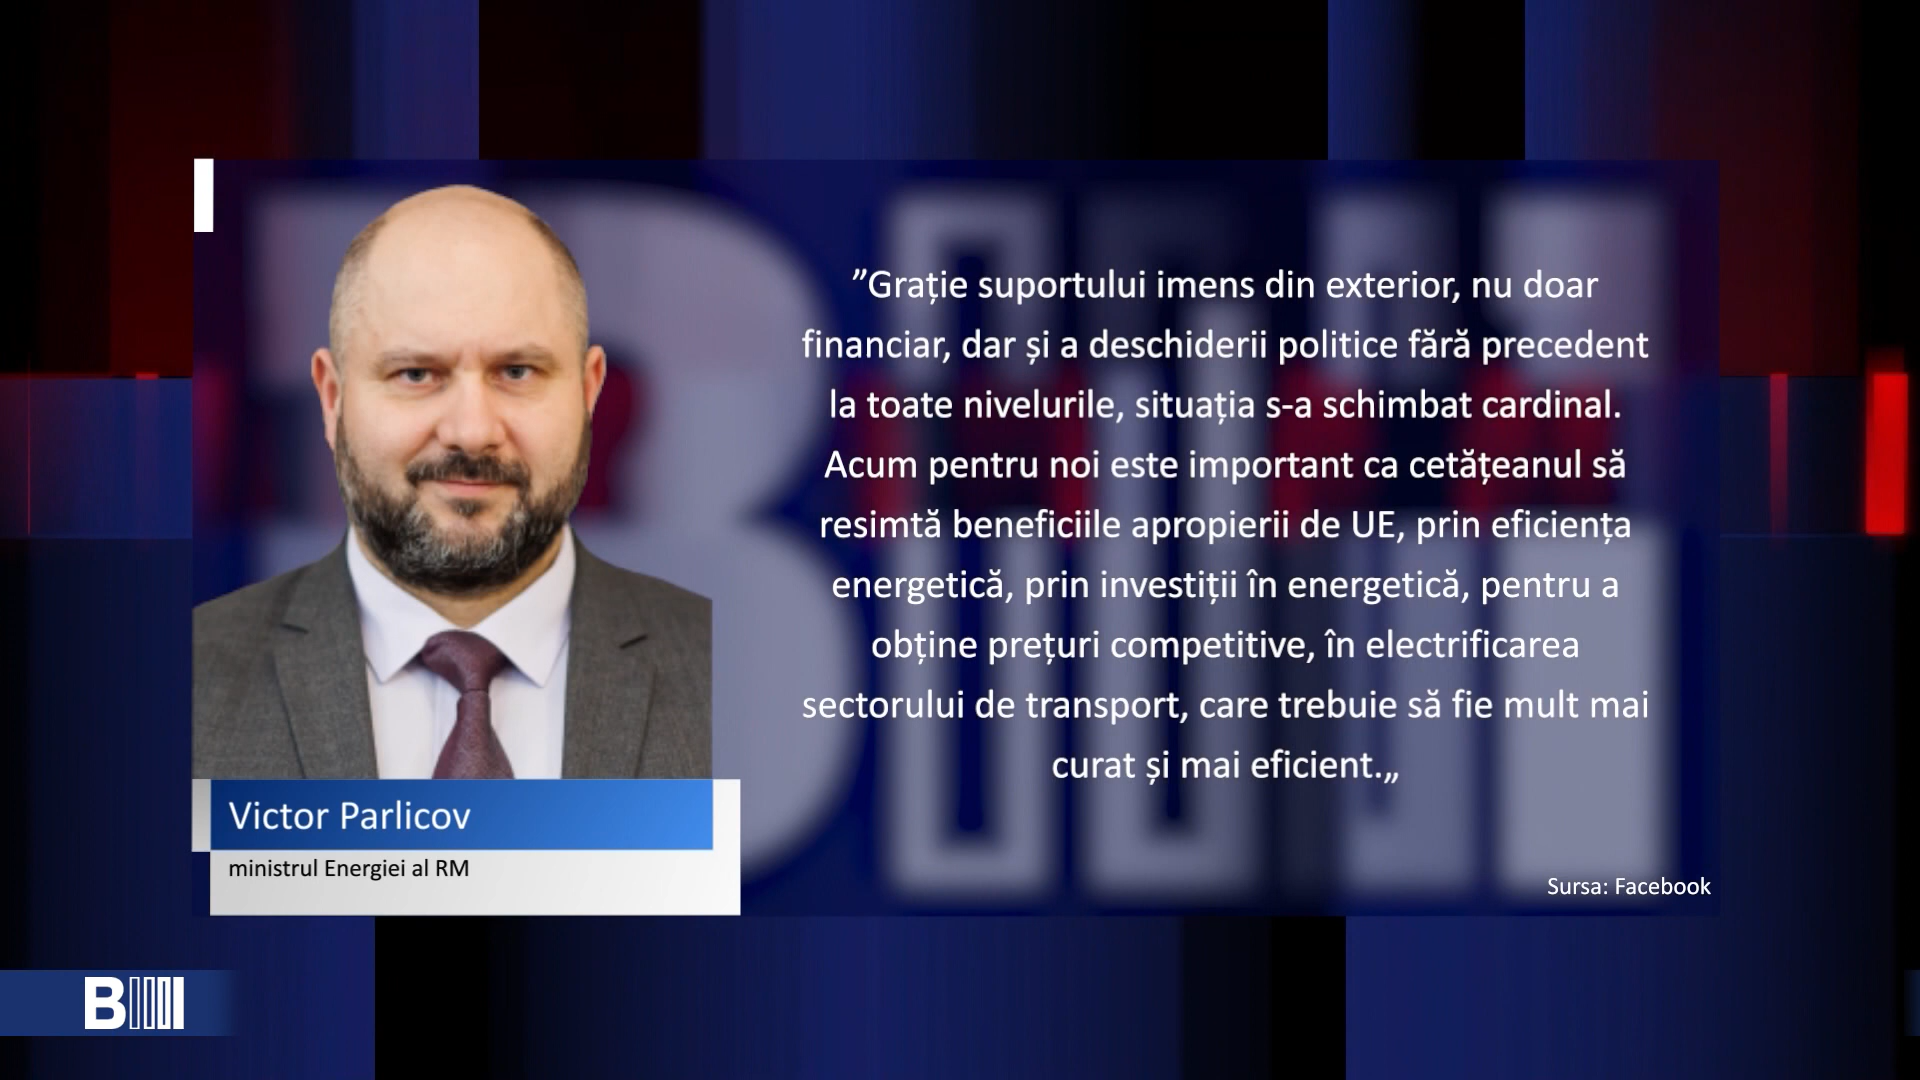 ”Grație suportului imens din exterior, nu doar
financiar, dar și a deschiderii politice fără precedent
la toate nivelurile, situația s-a schimbat cardinal.
Acum pentru noi este important ca cetățeanul să
resimtă beneficiile apropierii de UE, prin eficiența
energetică, prin investiții în energetică, pentru a
obține prețuri competitive, în electrificarea
sectorului de transport, care trebuie să fie mult mai
curat și mai eficient.„
Victor Parlicov
ministrul Energiei al RM
Sursa: Facebook
B